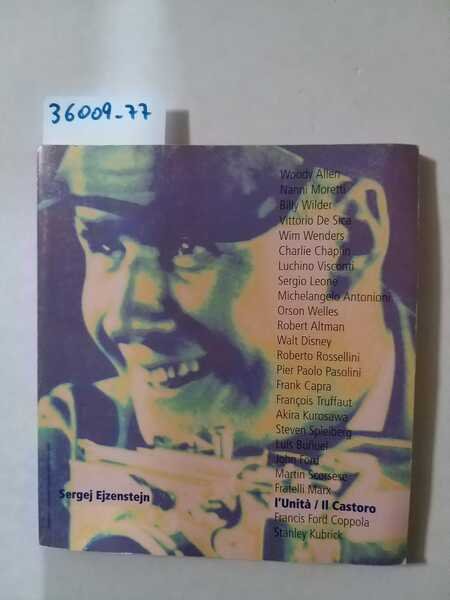 36009-77
Woody Allen
Nanni Moretti
Billy Wilder
Vittorio De Sica
Wim Wenders
Charlie Chaplin
Luchino Visconti
Sergio Leone
Michelangelo Antonioni
Orson Welles
Robert Altman
Walt Disney
Roberto Rossellini
Pier Paolo Pasolini
Frank Capra
François Truffaut
Akira Kurosawa
Steven Spielberg
Luis Buñuel
John Ford
Martin Scorsese
Fratelli Marx
Sergej Ejzenstejn
l'Unità / Il Castoro
Francis Ford Coppola
Stanley Kubrick